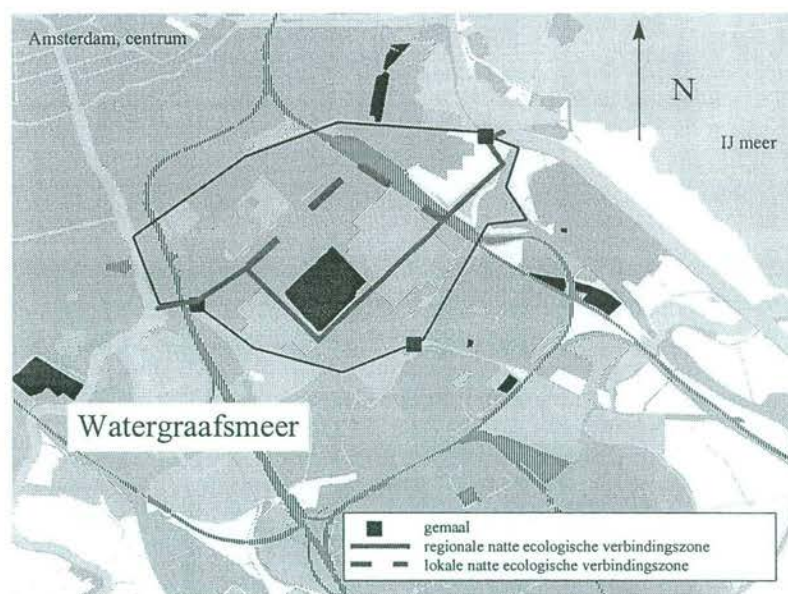 Amsterdam, centrum
N
IJ meer
Watergraafsmeer
gemaal
regionale natte ecologische verbindingszone
lokale natte ecologische verbindingszone